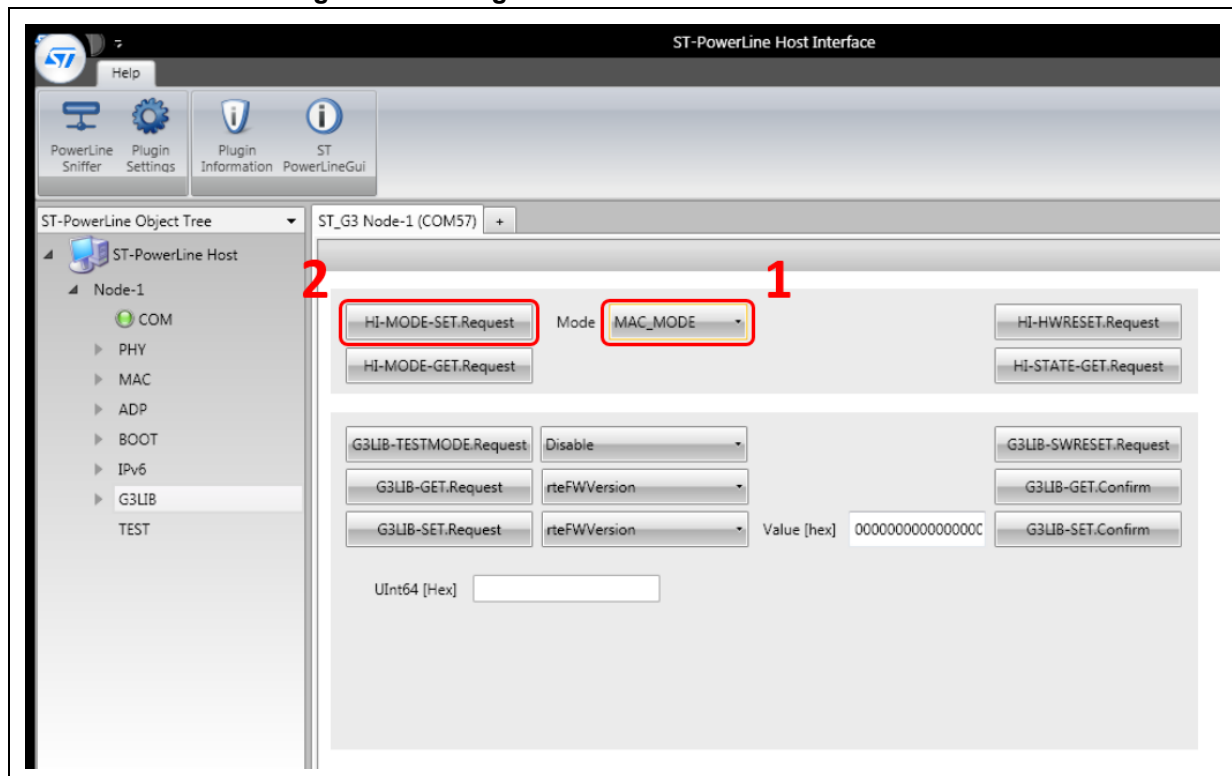 ST-PowerLine Host Interface
Help
PowerLine Sniffer
Plugin Settings
Plugin Information
ST PowerLineGui
ST-PowerLine Object Tree
ST_G3 Node-1 (COM57) +
ST-PowerLine Host
Node-1
COM
PHY
MAC
ADP
BOOT
IPv6
G3LIB
TEST
2
1
HI-MODE-SET.Request Mode MAC_MODE HI-HWRESET.Request
HI-MODE-GET.Request HI-STATE-GET.Request
G3LIB-TESTMODE.Request Disable G3LIB-SWRESET.Request
G3LIB-GET.Request rteFWVersion G3LIB-GET.Confirm
G3LIB-SET.Request rteFWVersion Value [hex] 000000000000000C G3LIB-SET.Confirm
UInt64 [Hex]